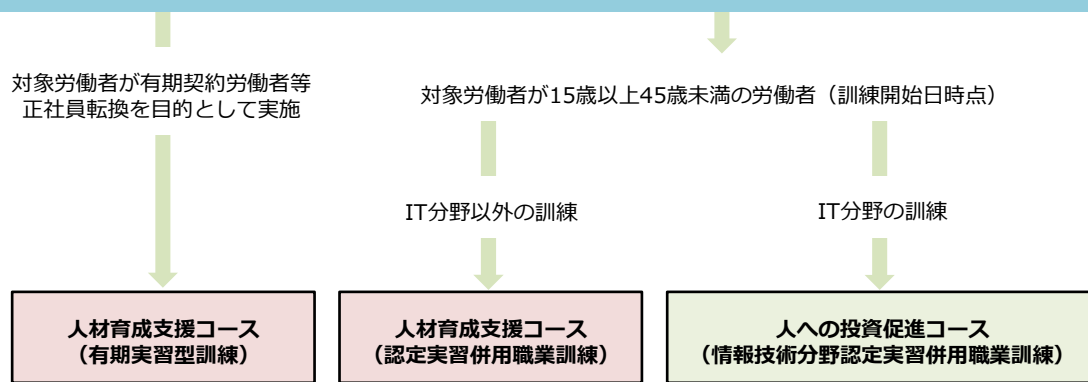 対象労働者が有期契約労働者等
正社員転換を目的として実施
対象労働者が15歳以上45歳未満の労働者（訓練開始日時点）
IT分野以外の訓練
IT分野の訓練
人材育成支援コース
（有期実習型訓練）
人材育成支援コース
（認定実習併用職業訓練）
人への投資促進コース
（情報技術分野認定実習併用職業訓練）